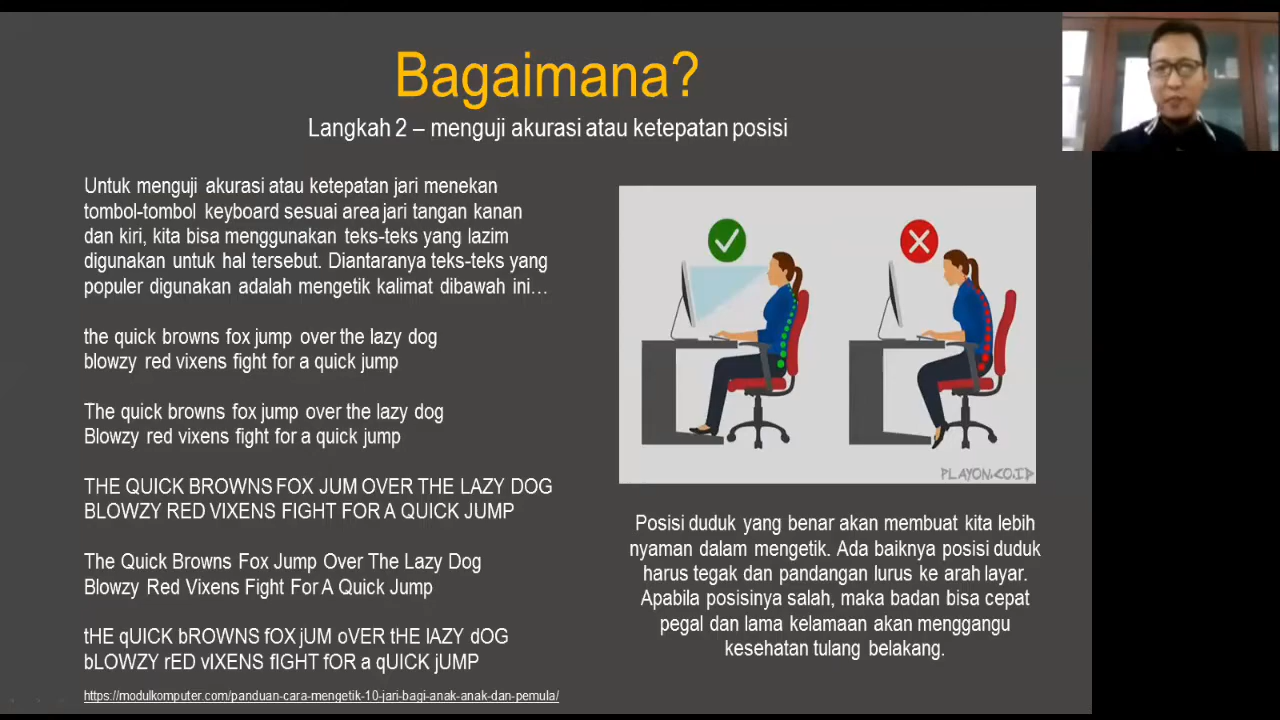 Bagaimana?
Langkah 2 – menguji akurasi atau ketepatan posisi
Untuk menguji akurasi atau ketepatan jari menekan
tombol-tombol keyboard sesuai area jari tangan kanan
dan kiri, kita bisa menggunakan teks-teks yang lazim
digunakan untuk hal tersebut. Diantaranya teks-teks yang
populer digunakan adalah mengetik kalimat dibawah ini…
the quick browns fox jump over the lazy dog
blowzy red vixens fight for a quick jump
The quick browns fox jump over the lazy dog
Blowzy red vixens fight for a quick jump
THE QUICK BROWNS FOX JUM OVER THE LAZY DOG
BLOWZY RED VIXENS FIGHT FOR A QUICK JUMP
The Quick Browns Fox Jump Over The Lazy Dog
Blowzy Red Vixens Fight For A Quick Jump
tHE qUICK bROWNS fOX jUM oVER tHE lAZY dOG
bLOWZY rED vIXENS fIGHT fOR a qUICK jUMP
https://modulkomputer.com/panduan-cara-mengetik-10-jari-bagi-anak-anak-dan-pemula/
PLAYON.CO.ID
Posisi duduk yang benar akan membuat kita lebih
nyaman dalam mengetik. Ada baiknya posisi duduk
harus tegak dan pandangan lurus ke arah layar.
Apabila posisinya salah, maka badan bisa cepat
pegal dan lama kelamaan akan menggangu
kesehatan tulang belakang.